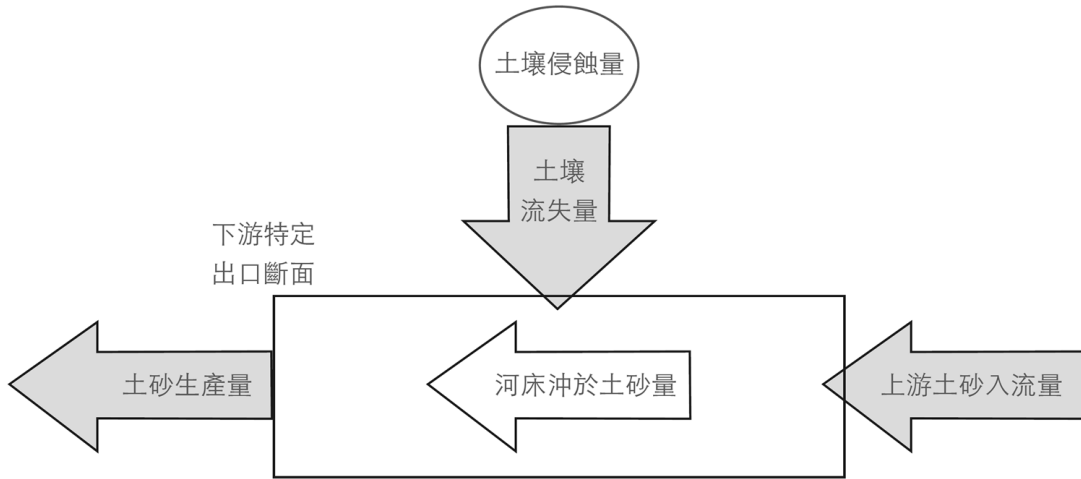 土壤侵蝕量
土壤
流失量
下游特定
出口斷面
土砂生產量
河床沖於土砂量
上游土砂入流量